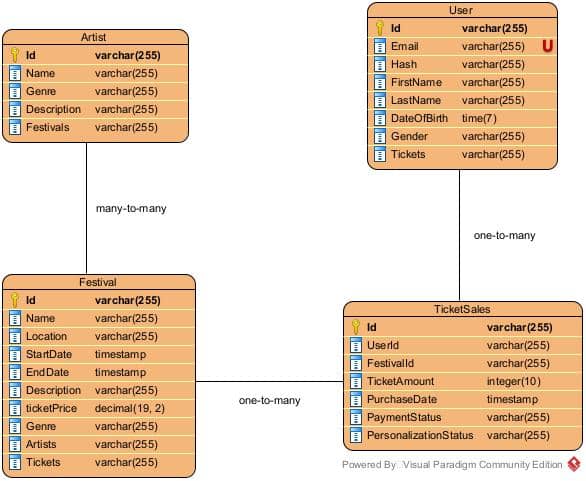 Artist
Id varchar(255)
Name varchar(255)
Genre varchar(255)
Description varchar(255)
Festivals varchar(255)
User
Id varchar(255)
Email varchar(255) U
Hash varchar(255)
FirstName varchar(255)
LastName varchar(255)
DateOfBirth time(7)
Gender varchar(255)
Tickets varchar(255)
many-to-many
one-to-many
Festival
Id varchar(255)
Name varchar(255)
Location varchar(255)
StartDate timestamp
EndDate timestamp
Description varchar(255)
ticketPrice decimal(19, 2)
Genre varchar(255)
Artists varchar(255)
Tickets varchar(255)
one-to-many
TicketSales
Id varchar(255)
UserId varchar(255)
FestivalId varchar(255)
TicketAmount integer(10)
PurchaseDate timestamp
PaymentStatus varchar(255)
PersonalizationStatus varchar(255)
Powered By Visual Paradigm Community Edition